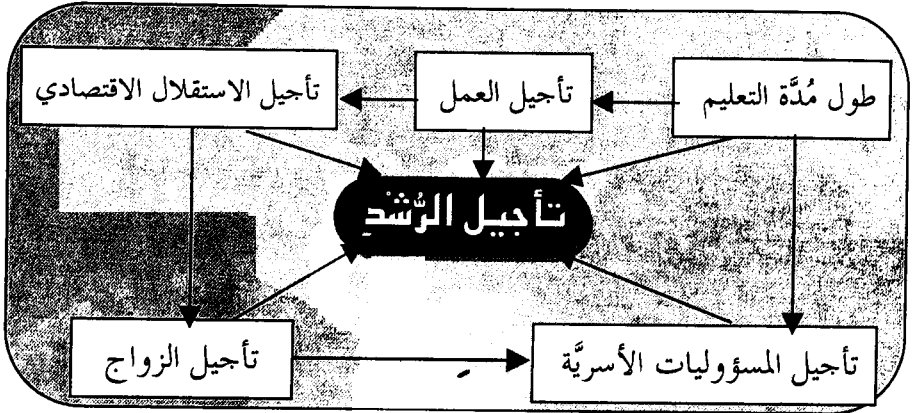 طول مُدَّة التعليم
تأجيل العمل
تأجيل الاستقلال الاقتصادي
تأجيل الرُّشْدِ
تأجيل المسؤوليات الأسريَّة
تأجيل الزواج